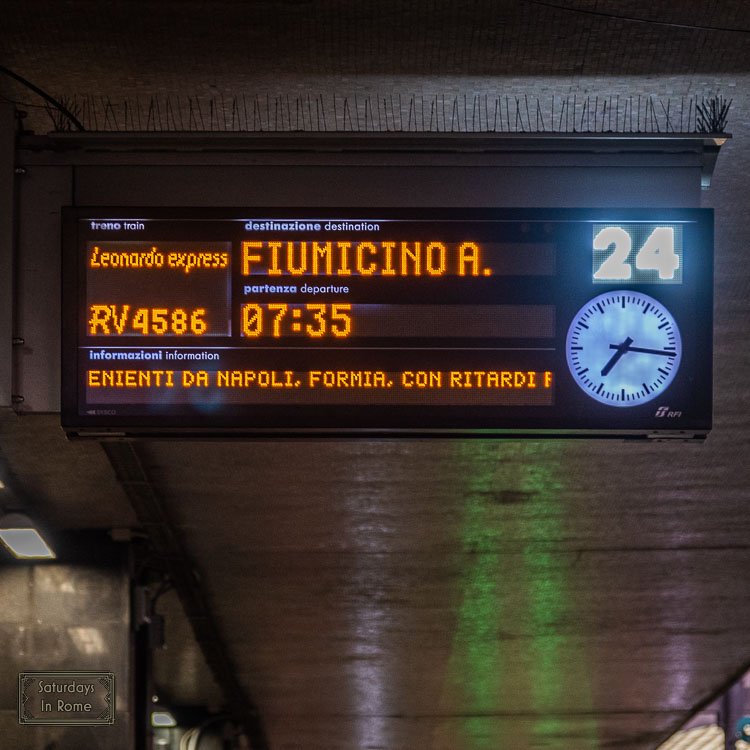 treno train
destinazione destination
Leonardo express
FIUMICINO A.
24
partenza departure
RV4586
07:35
informazioni information
ENIENTI DA NAPOLI, FORMIA, CON RITARDI
SYSCO
RFI
Saturdays
In Rome